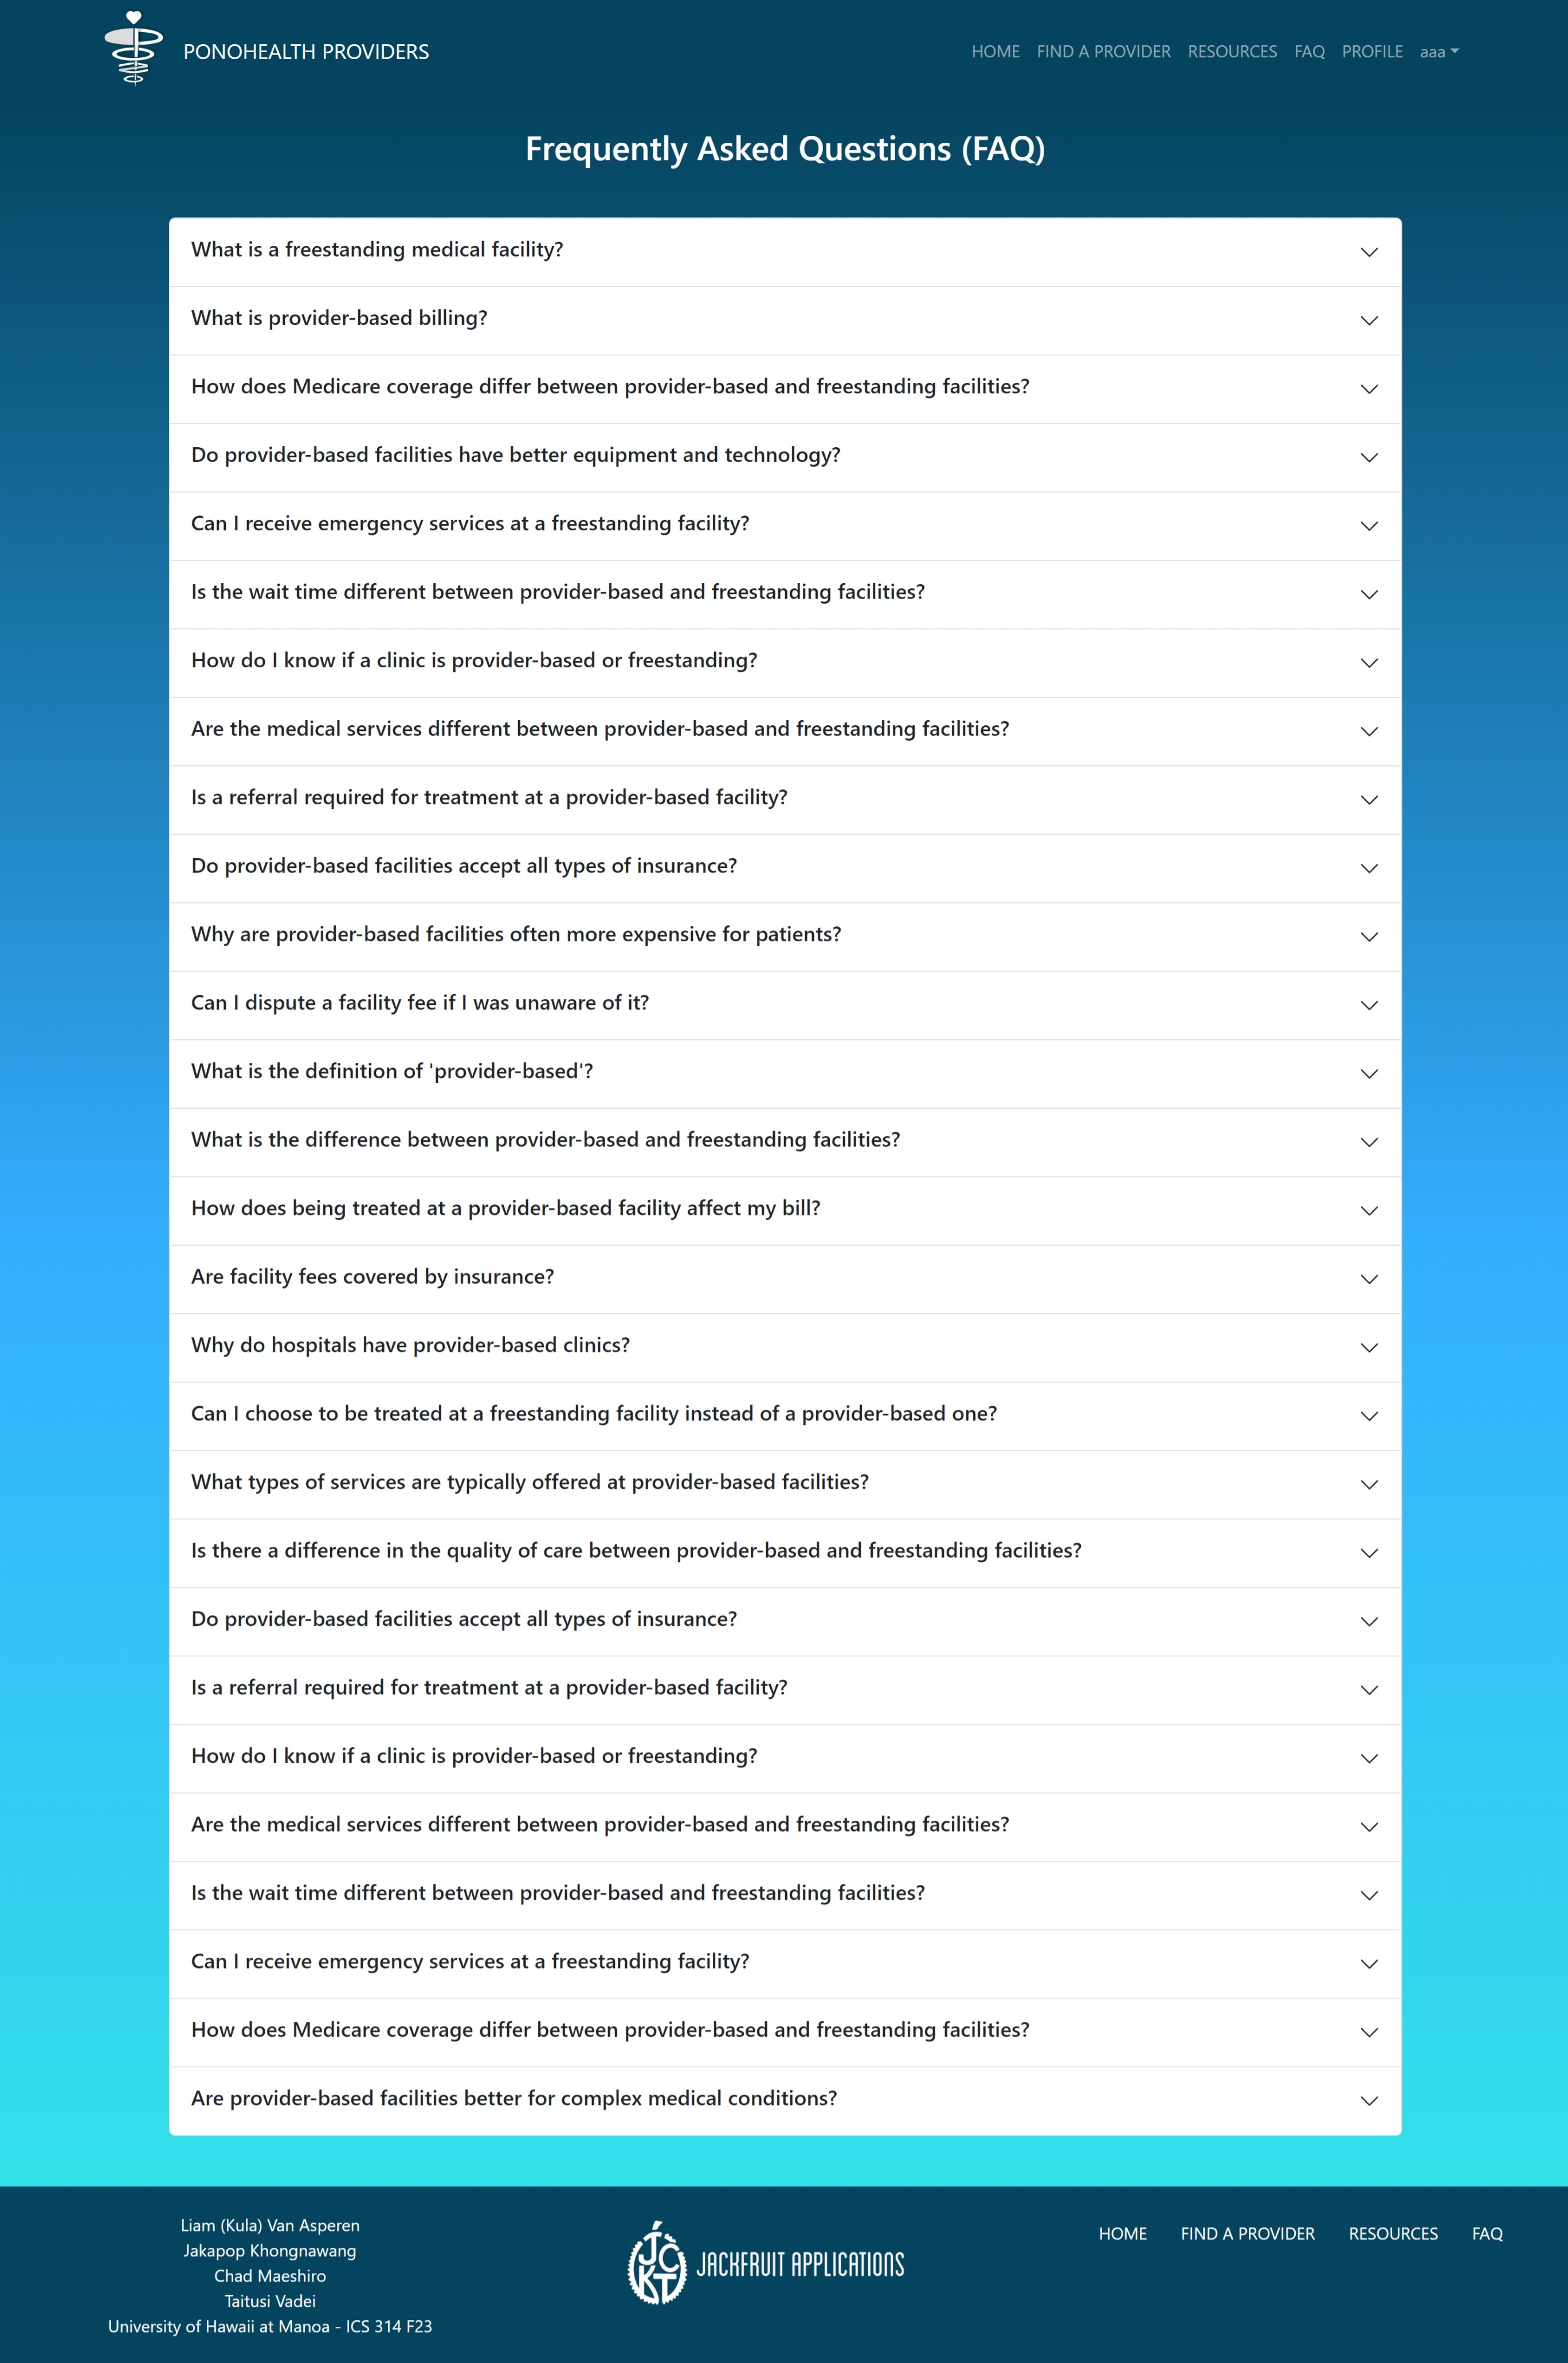 PONOHEALTH PROVIDERS
HOME FIND A PROVIDER RESOURCES FAQ PROFILE aaa
Frequently Asked Questions (FAQ)
What is a freestanding medical facility?
What is provider-based billing?
How does Medicare coverage differ between provider-based and freestanding facilities?
Do provider-based facilities have better equipment and technology?
Can I receive emergency services at a freestanding facility?
Is the wait time different between provider-based and freestanding facilities?
How do I know if a clinic is provider-based or freestanding?
Are the medical services different between provider-based and freestanding facilities?
Is a referral required for treatment at a provider-based facility?
Do provider-based facilities accept all types of insurance?
Why are provider-based facilities often more expensive for patients?
Can I dispute a facility fee if I was unaware of it?
What is the definition of 'provider-based'?
What is the difference between provider-based and freestanding facilities?
How does being treated at a provider-based facility affect my bill?
Are facility fees covered by insurance?
Why do hospitals have provider-based clinics?
Can I choose to be treated at a freestanding facility instead of a provider-based one?
What types of services are typically offered at provider-based facilities?
Is there a difference in the quality of care between provider-based and freestanding facilities?
Do provider-based facilities accept all types of insurance?
Is a referral required for treatment at a provider-based facility?
How do I know if a clinic is provider-based or freestanding?
Are the medical services different between provider-based and freestanding facilities?
Is the wait time different between provider-based and freestanding facilities?
Can I receive emergency services at a freestanding facility?
How does Medicare coverage differ between provider-based and freestanding facilities?
Are provider-based facilities better for complex medical conditions?
Liam (Kula) Van Asperen
Jakapop Khongnawang
Chad Maeshiro
Taitusi Vadei
University of Hawaii at Manoa - ICS 314 F23
JCKT
JACKFRUIT APPLICATIONS
HOME FIND A PROVIDER RESOURCES FAQ